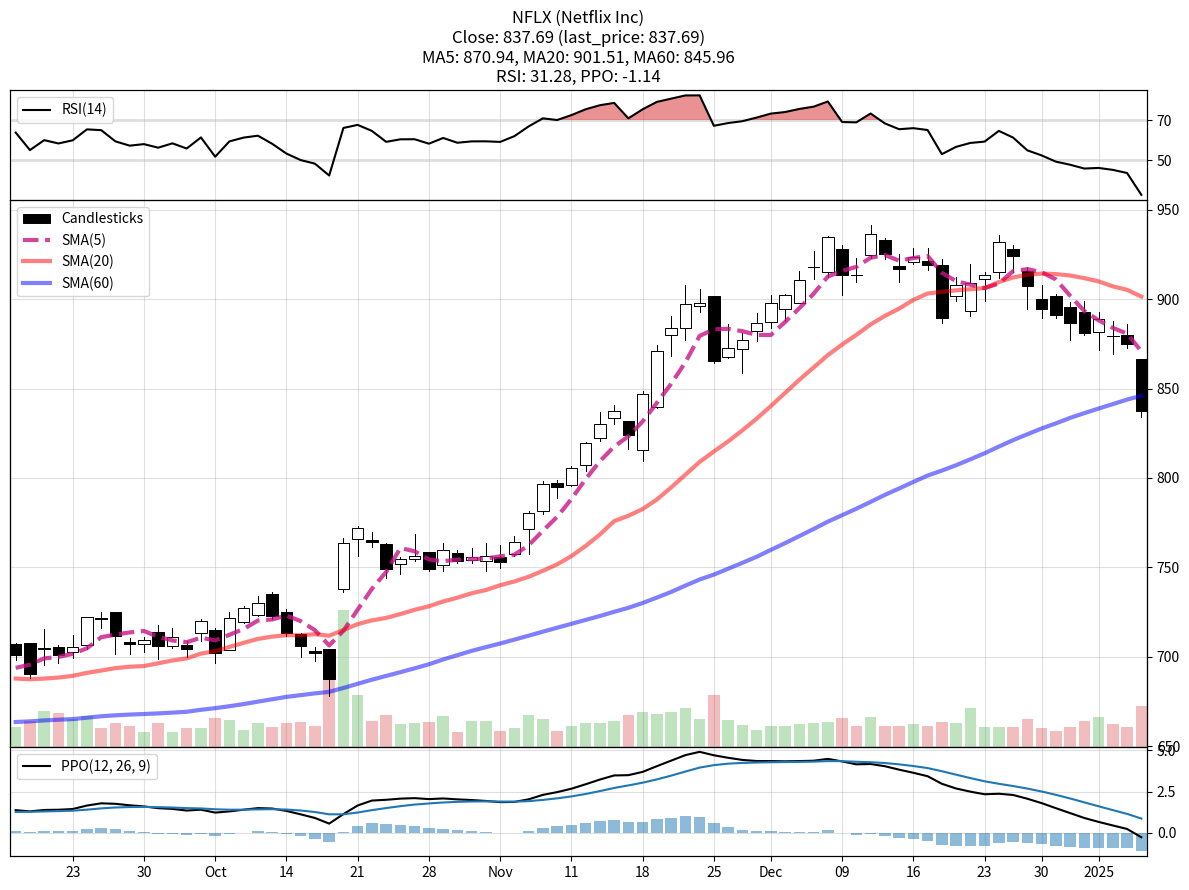 NFLX (Netflix Inc)
Close: 837.69 (last_price: 837.69)
MA5: 870.94, MA20: 901.51, MA60: 845.96
RSI: 31.28, PPO: -1.14
RSI(14)
70
50
Candlesticks
SMA(5)
SMA(20)
SMA(60)
950
900
850
800
750
700
650
PPO(12, 26, 9)
5.0
2.5
0.0
23 30 Oct 14 21 28 Nov 11 18 25 Dec 09 16 23 30 2025